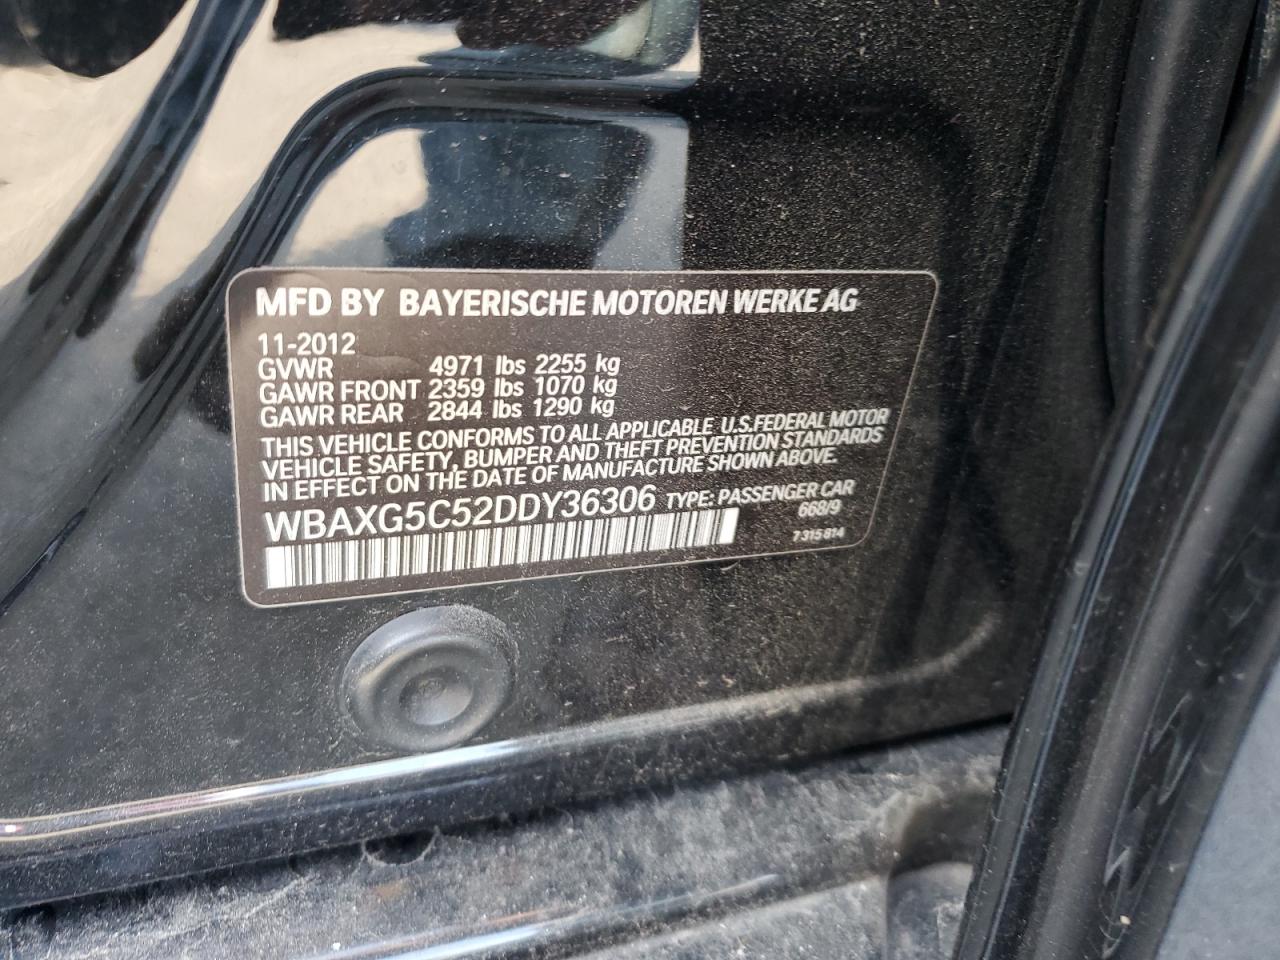 MFD BY BAYERISCHE MOTOREN WERKE AG
11-2012
GVWR 4971 lbs 2255 kg
GAWR FRONT 2359 lbs 1070 kg
GAWR REAR 2844 lbs 1290 kg
THIS VEHICLE CONFORMS TO ALL APPLICABLE U.S.FEDERAL MOTOR
VEHICLE SAFETY, BUMPER AND THEFT PREVENTION STANDARDS
IN EFFECT ON THE DATE OF MANUFACTURE SHOWN ABOVE.
WBAXG5C52DDY36306 TYPE: PASSENGER CAR
668/9
7 315 814